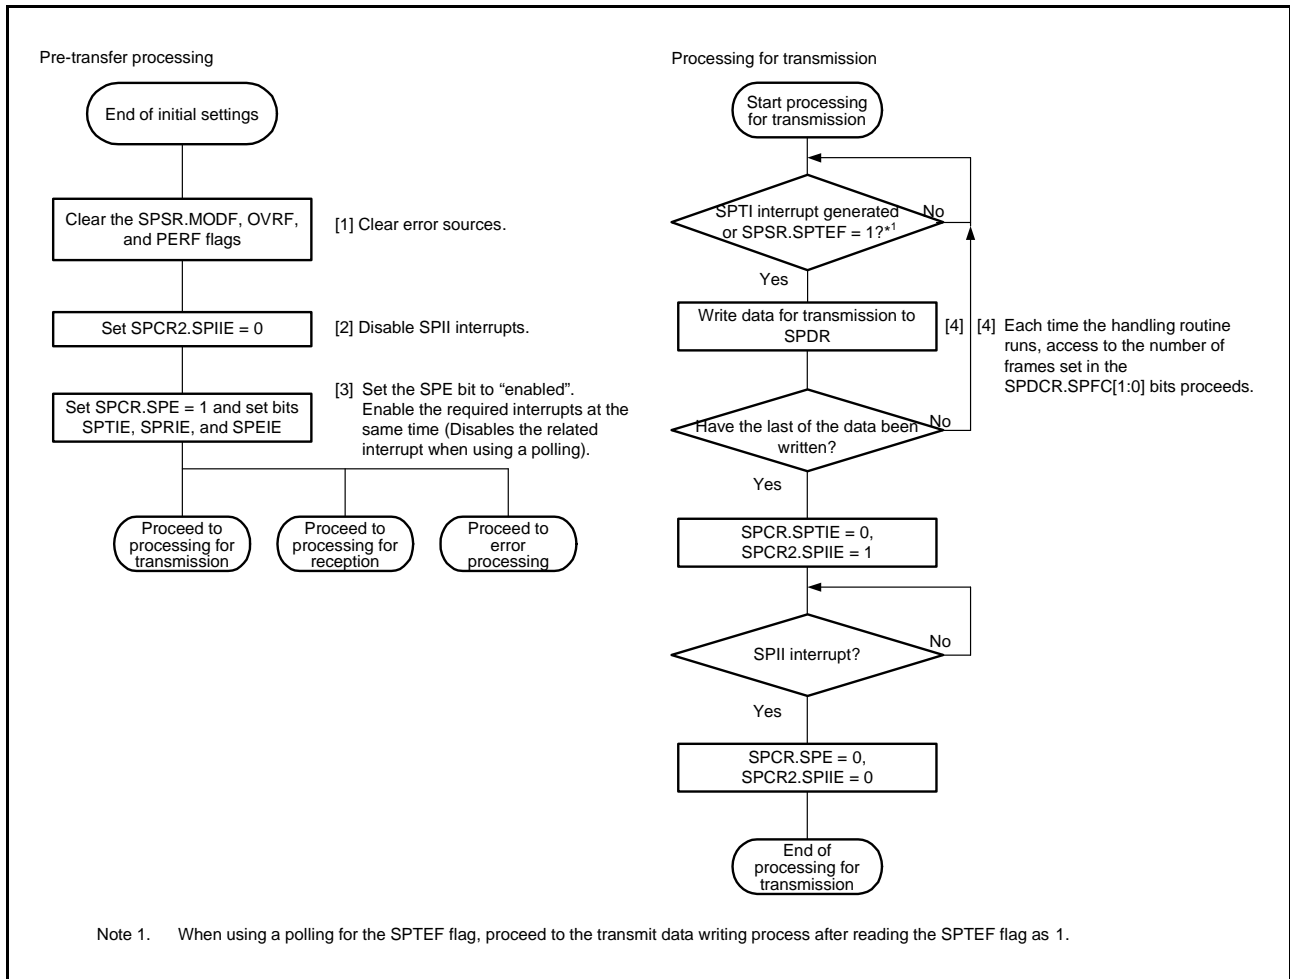 Pre-transfer processing
End of initial settings
Clear the SPSR.MODF, OVRF,
and PERF flags
[1] Clear error sources.
Set SPCR2.SPIIE = 0
[2] Disable SPII interrupts.
Set SPCR.SPE = 1 and set bits
SPTIE, SPRIE, and SPEIE
[3] Set the SPE bit to “enabled”.
Enable the required interrupts at the
same time (Disables the related
interrupt when using a polling).
Proceed to
processing for
transmission
Proceed to
processing for
reception
Proceed to
error
processing
Processing for transmission
Start processing
for transmission
SPTI interrupt generated
or SPSR.SPTEF = 1?*1
No
Yes
Write data for transmission to
SPDR
[4]
[4] Each time the handling routine
runs, access to the number of
frames set in the
SPDCR.SPFC[1:0] bits proceeds.
Have the last of the data been
written?
No
Yes
SPCR.SPTIE = 0,
SPCR2.SPIIE = 1
SPII interrupt?
No
Yes
SPCR.SPE = 0,
SPCR2.SPIIE = 0
End of
processing for
transmission
Note 1. When using a polling for the SPTEF flag, proceed to the transmit data writing process after reading the SPTEF flag as 1.